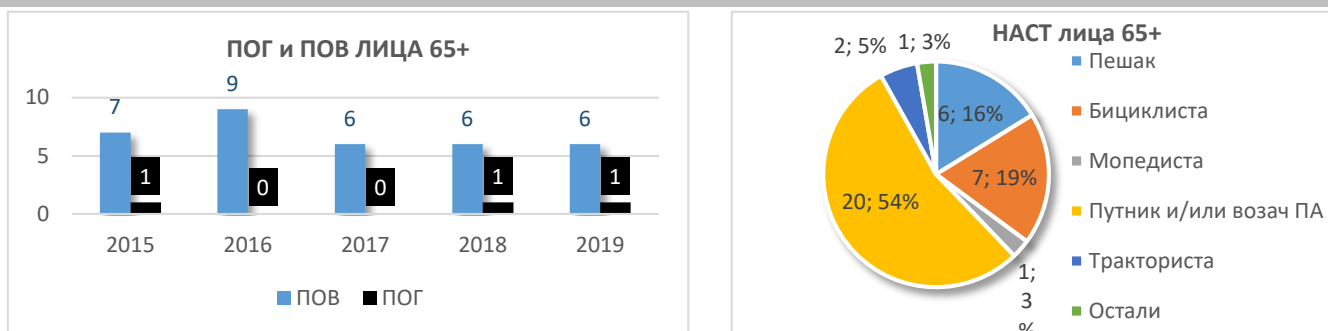 ПОГ и ПОВ ЛИЦА 65+
10
5
0
7
9
6
6
6
1
0
0
1
1
2015
2016
2017
2018
2019
ПОВ
ПОГ
НАСТ лица 65+
2; 5%
1; 3%
6; 16%
7; 19%
20; 54%
1;
3
%
Пешак
Бициклиста
Мопедиста
Путник и/или возач ПА
Тракториста
Остали